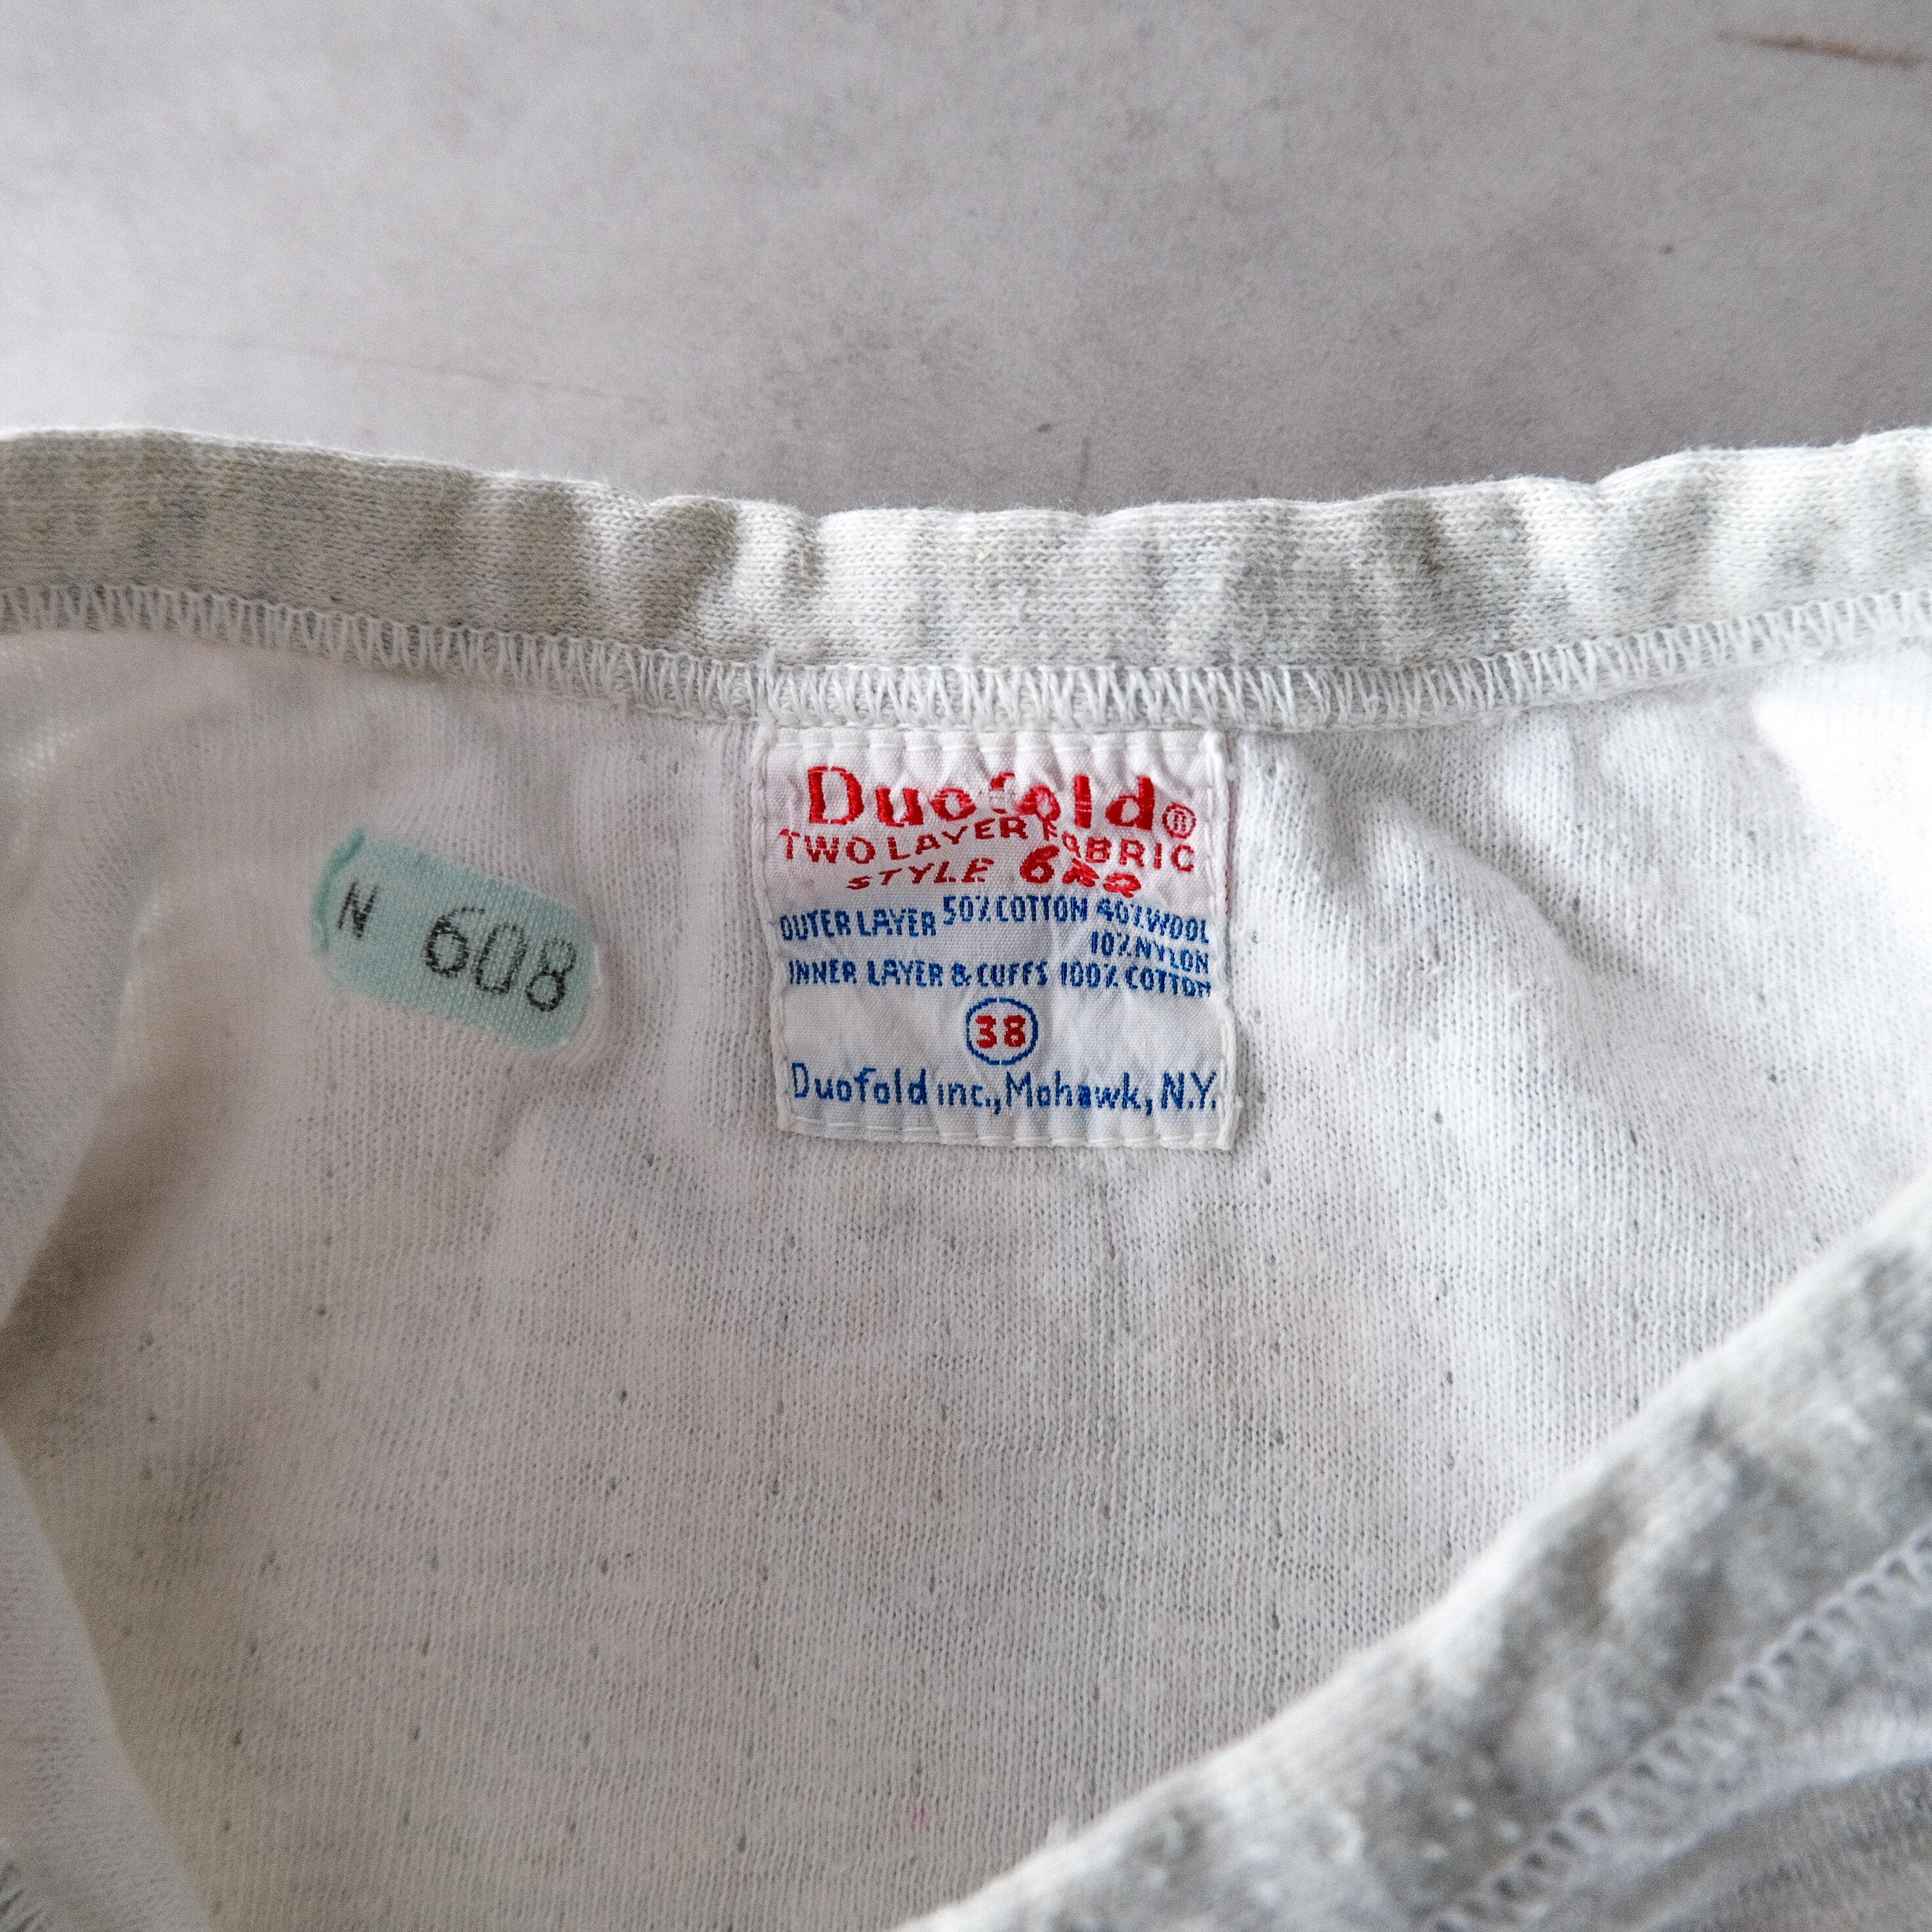 N 608
Duofold®
TWO LAYER FABRIC
STYLE
OUTER LAYER 50% COTTON 40% WOOL
10% NYLON
INNER LAYER & CUFFS 100% COTTON
38
Duofold inc., Mohawk, N.Y.